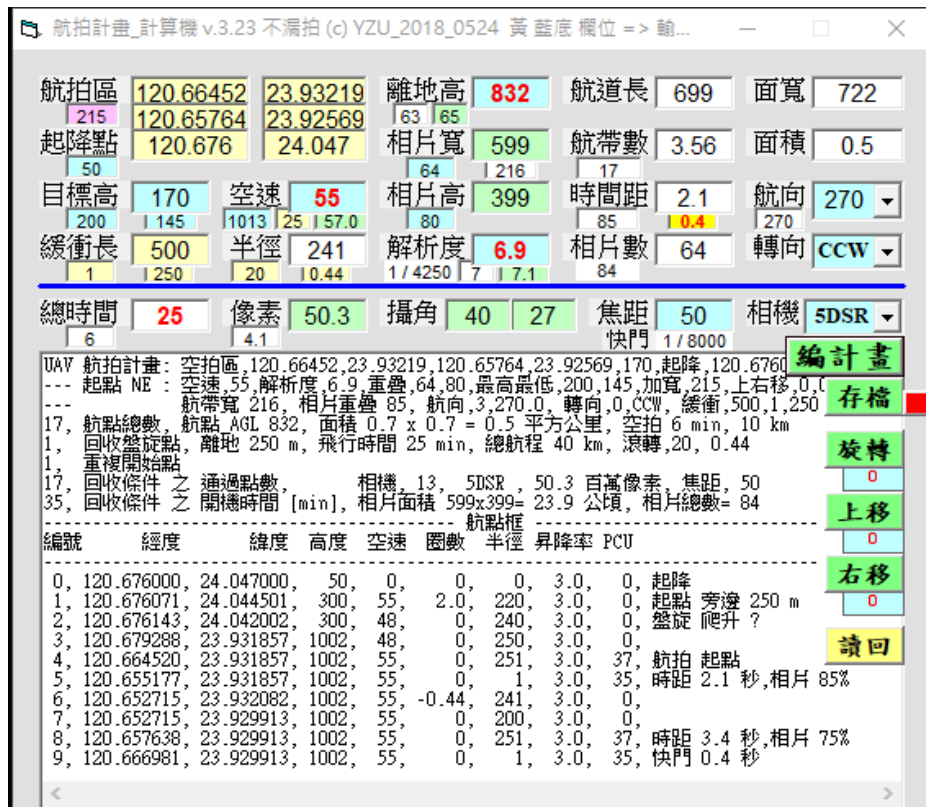 航拍計畫_計算機 v.3.23 不漏拍 (c) YZU_2018_0524 黃 藍底 欄位 => 輸...
航拍區 120.66452 23.93219 離地高 832 航道長 699 面寬 722
215 120.65764 23.92569 63 65
起降點 120.676 24.047 相片寬 599 航帶數 3.56 面積 0.5
50 64 216 17
目標高 170 空速 55 相片高 399 時間距 2.1 航向 270
200 145 1013 25 57.0 80 85 0.4 270
緩衝長 500 半徑 241 解析度 6.9 相片數 64 轉向 CCW
1 250 20 0.44 1 / 4250 7 7.1 84
總時間 25 像素 50.3 攝角 40 27 焦距 50 相機 5DSR
6 4.1 快門 1 / 8000
UAV 航拍計畫: 空拍區,120.66452,23.93219,120.65764,23.92569,170,起降,120.6760 編計畫
--- 起點 NE : 空速,55,解析度,6.9,重疊,64,80,最高最低,200,145,加寬,215,上右移,0,0
--- 航帶寬 216, 相片重疊 85, 航向,3,270.0, 轉向,0,CCW, 緩衝,500,1,250 存檔
17, 航點總數, 航點 AGL 832, 面積 0.7 x 0.7 = 0.5 平方公里, 空拍 6 min, 10 km
1, 回收盤旋點, 離地 250 m, 飛行時間 25 min, 總航程 40 km, 滾轉,20, 0.44 旋轉
1, 重複開始點 0
17, 回收條件 之 通過點數, 相機, 13, 5DSR , 50.3 百萬像素, 焦距, 50
35, 回收條件 之 開機時間 [min], 相片面積 599x399= 23.9 公頃, 相片總數= 84 上移
--------------------- 航點框 ---------------------
編號 經度 緯度 高度 空速 圈數 半徑 昇降率 PCU 0
0, 120.676000, 24.047000, 50, 0, 0, 0, 3.0, 0, 起降 右移
1, 120.676071, 24.044501, 300, 55, 2.0, 220, 3.0, 0, 起點 旁邊 250 m 0
2, 120.676143, 24.042002, 300, 48, 0, 240, 3.0, 0, 盤旋 爬升 ?
3, 120.679288, 23.931857, 1002, 48, 0, 250, 3.0, 0, 讀回
4, 120.664520, 23.931857, 1002, 55, 0, 251, 3.0, 37, 航拍 起點
5, 120.655177, 23.931857, 1002, 55, 0, 1, 3.0, 35, 時距 2.1 秒,相片 85%
6, 120.652715, 23.932082, 1002, 55, -0.44, 241, 3.0, 0,
7, 120.652715, 23.929913, 1002, 55, 0, 200, 3.0, 0,
8, 120.657638, 23.929913, 1002, 55, 0, 251, 3.0, 37, 時距 3.4 秒,相片 75%
9, 120.666981, 23.929913, 1002, 55, 0, 1, 3.0, 35, 快門 0.4 秒